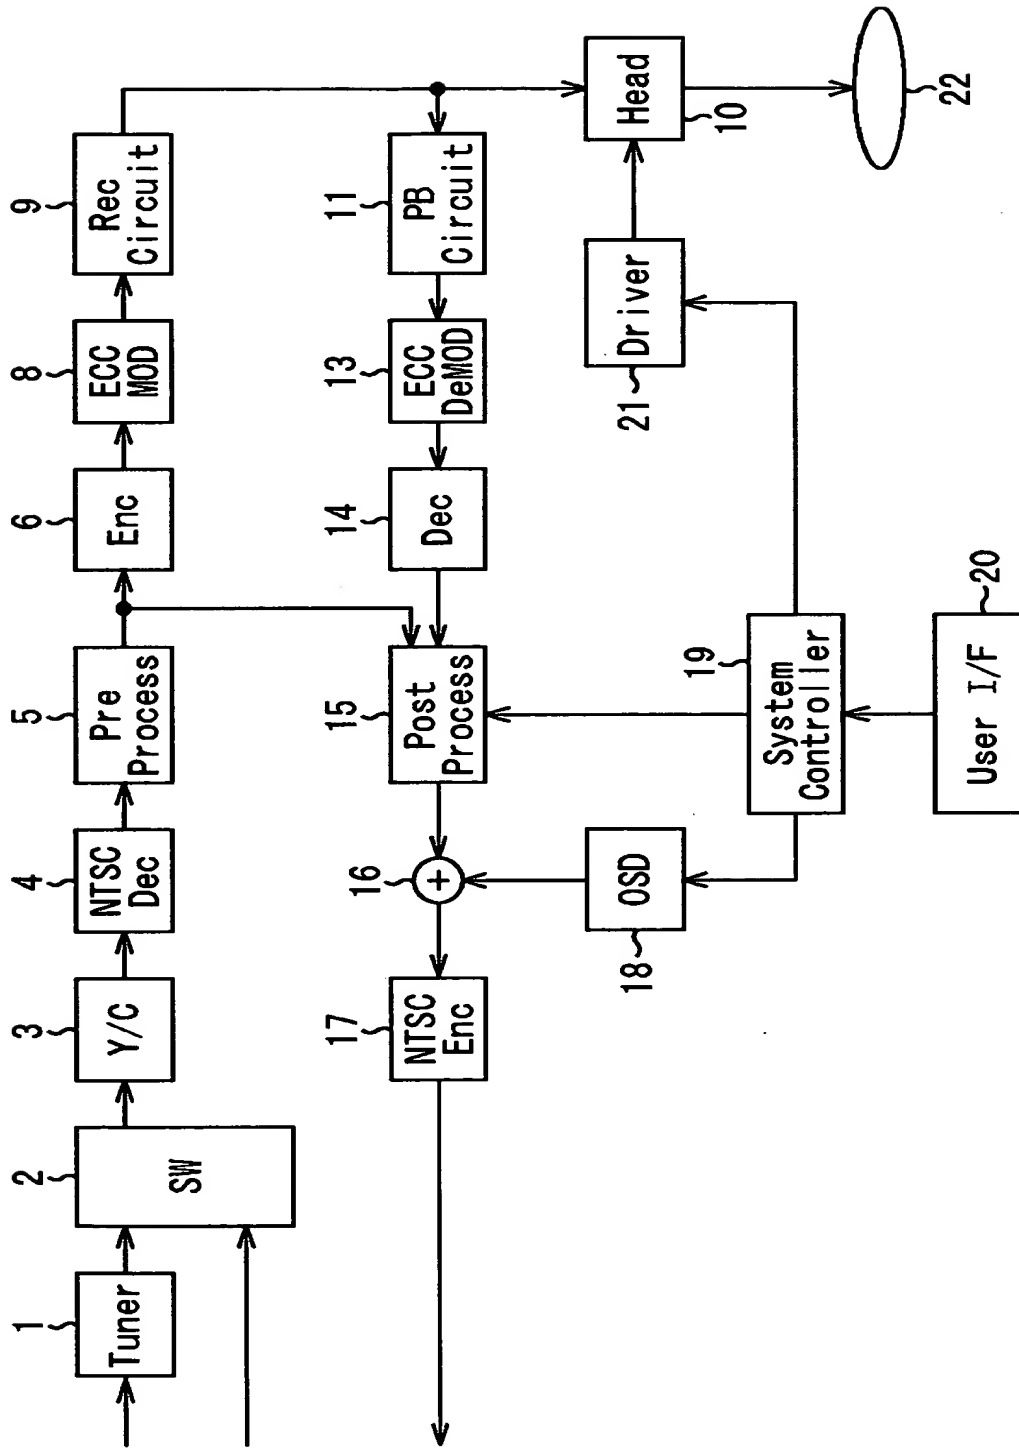 1
Tuner
2
SW
3
Y/C
4
NTSC
Dec
5
Pre
Process
6
Enc
8
ECC
MOD
9
Rec
Circuit
17
NTSC
Enc
16
+
15
Post
Process
14
Dec
13
ECC
DeMOD
11
PB
Circuit
18
OSD
21
Driver
Head
10
19
System
Controller
20
User I/F
22